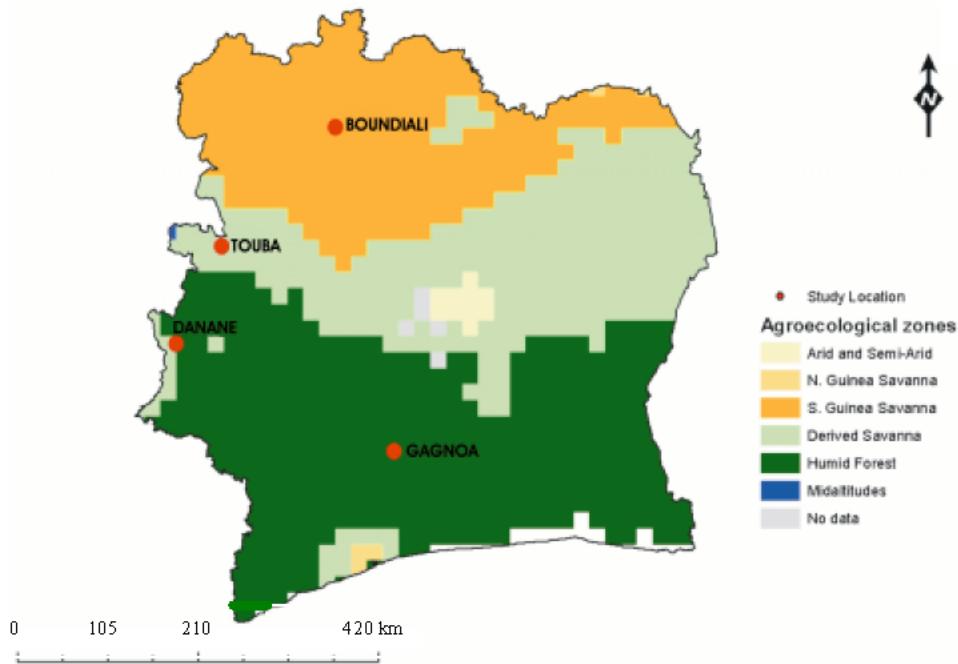 N
BOUNDIALI
TOUBA
DANANE
GAGNOA
Study Location
Agroecological zones
Arid and Semi-Arid
N. Guinea Savanna
S. Guinea Savanna
Derived Savanna
Humid Forest
Midaltitudes
No data
0 105 210 420 km